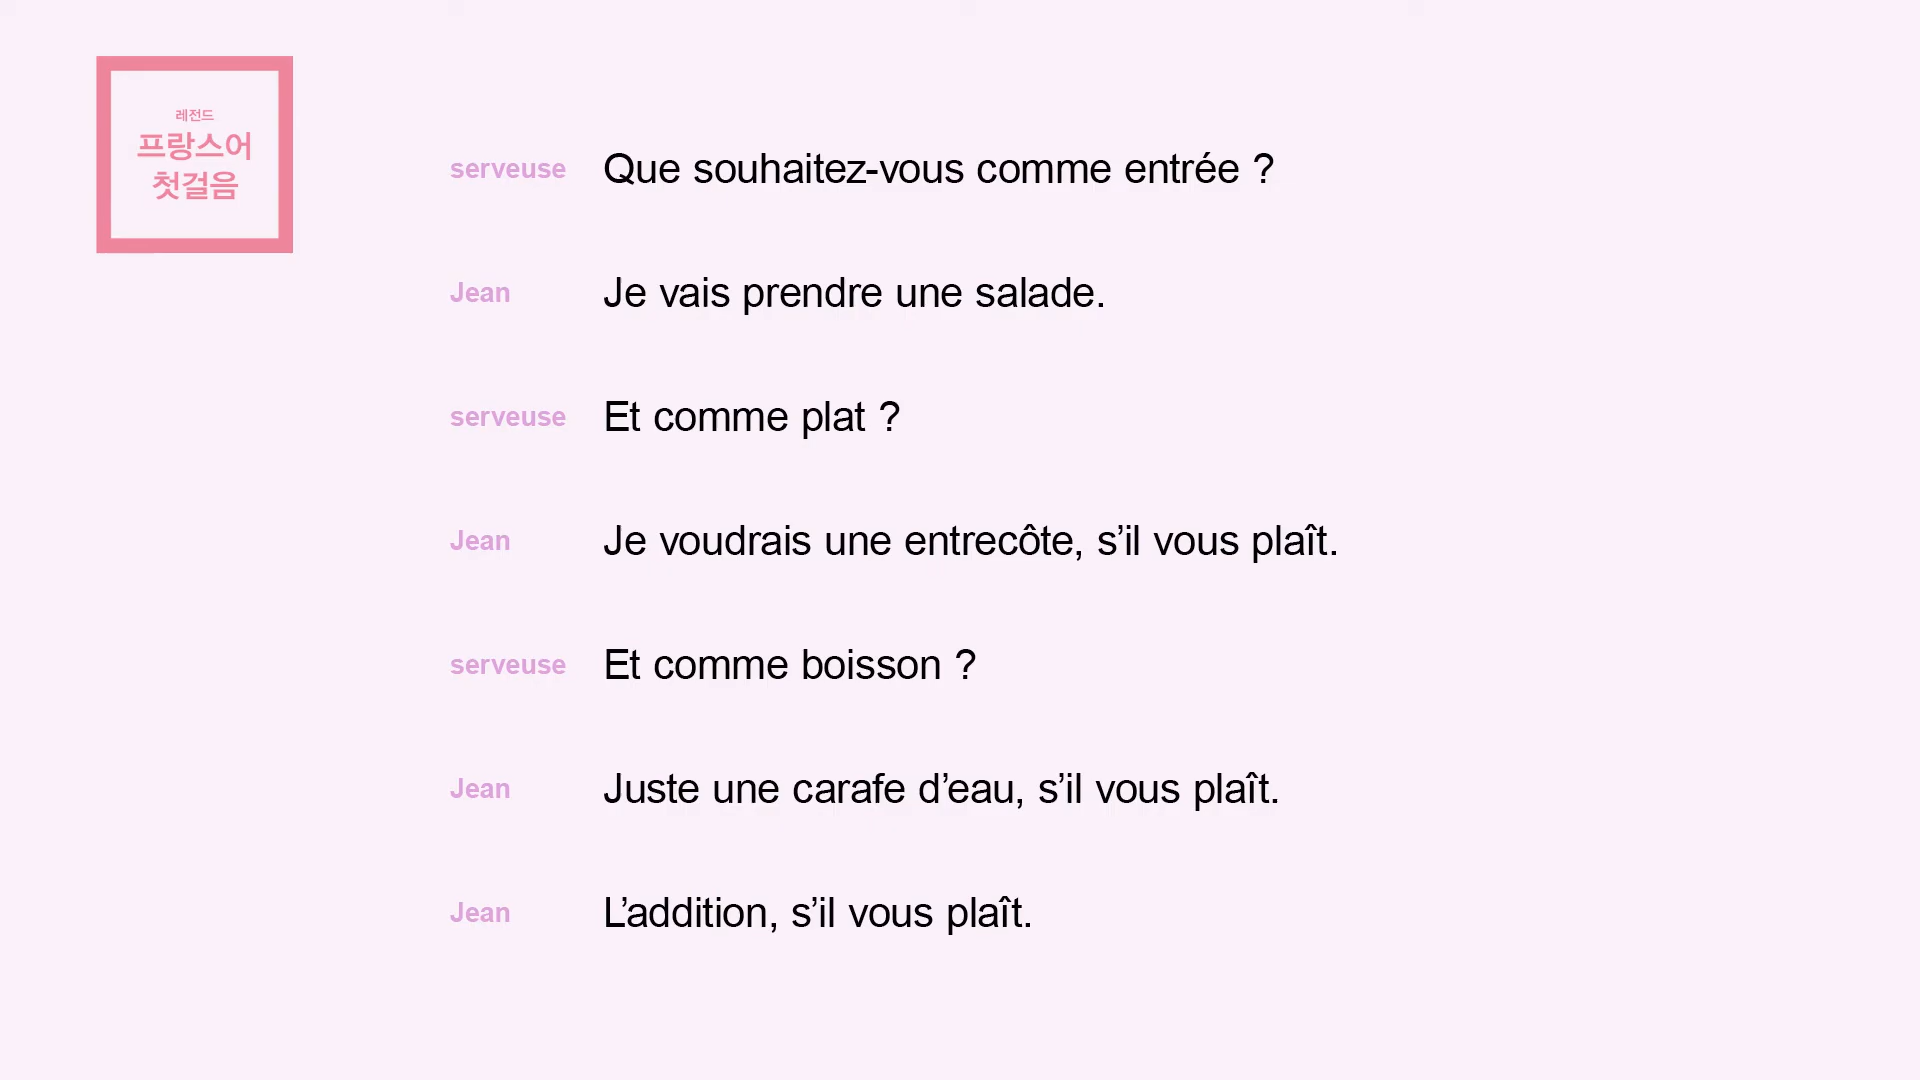 레전드
프랑스어
첫걸음
serveuse Que souhaitez-vous comme entrée ?
Jean Je vais prendre une salade.
serveuse Et comme plat ?
Jean Je voudrais une entrecôte, s’il vous plaît.
serveuse Et comme boisson ?
Jean Juste une carafe d’eau, s’il vous plaît.
Jean L’addition, s’il vous plaît.